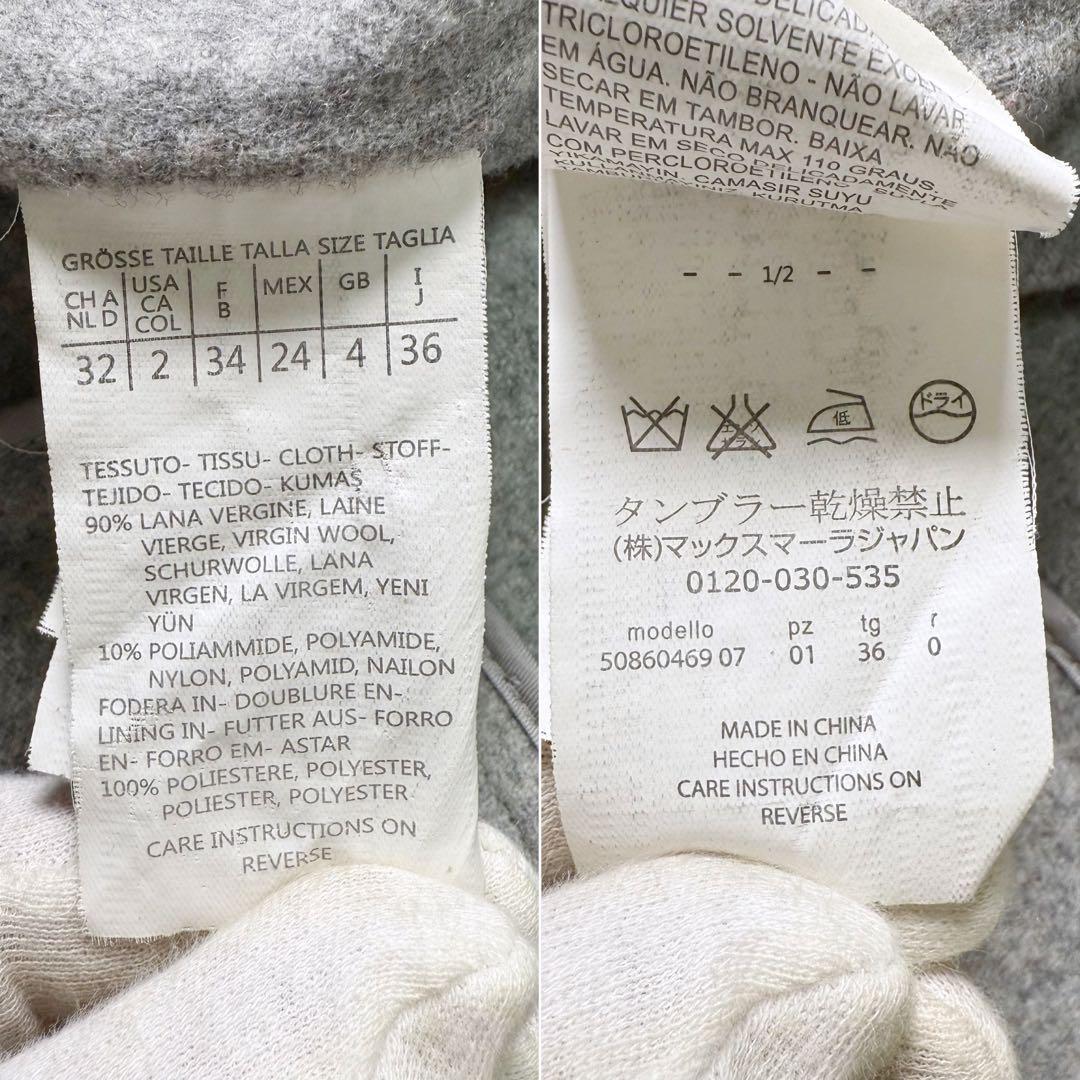 GRÖSSE TAILLE TALLA SIZE TAGLIA
CH A NL D USA CA COL F B MEX GB I J
32 2 34 24 4 36
TESSUTO- TISSU- CLOTH- STOFF-
TEJIDO- TECIDO- KUMAŞ
90% LANA VERGINE, LAINE
VIERGE, VIRGIN WOOL,
SCHURWOLLE, LANA
VIRGEN, LA VIRGEM, YENI
YÜN
10% POLIAMMIDE, POLYAMIDE,
NYLON, POLYAMID, NAILON
FODERA IN- DOUBLURE EN-
LINING IN- FUTTER AUS- FORRO
EN- FORRO EM- ASTAR
100% POLIESTERE, POLYESTER,
POLIESTER, POLYESTER
CARE INSTRUCTIONS ON
REVERSE
SOLVENTE
TRICLOROETILENO - NÃO LAVAR
EM ÁGUA. NÃO BRANQUEAR. NÃO
SECAR EM TAMBOR. BAIXA
TEMPERATURA MAX 110 GRAUS.
LAVAR EM SECO DELICADAMENTE
COM PERCLOROETILENO
CAMASIR SUYU
KURUTMA
- - 1/2 - -
低 ドライ
タンブラー乾燥禁止
(株)マックスマーラジャパン
0120-030-535
modello pz tg r
50860469 07 01 36 0
MADE IN CHINA
HECHO EN CHINA
CARE INSTRUCTIONS ON
REVERSE